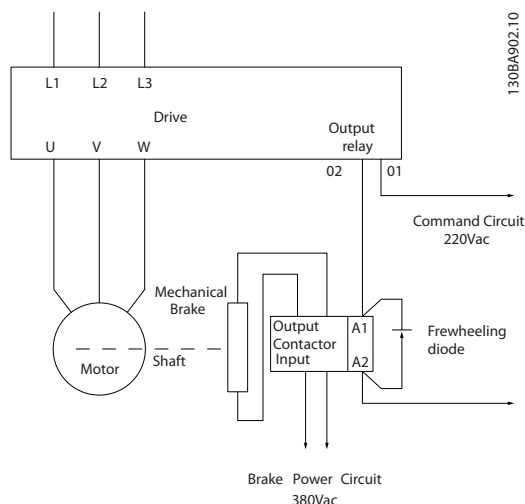 130BA902.10
L1 L2 L3
Drive
U V W
Output
relay
02 01
Command Circuit
220Vac
Mechanical
Brake
Output
Contactor
Input
A1
A2
Frewheeling
diode
Motor
Shaft
Brake Power Circuit
380Vac